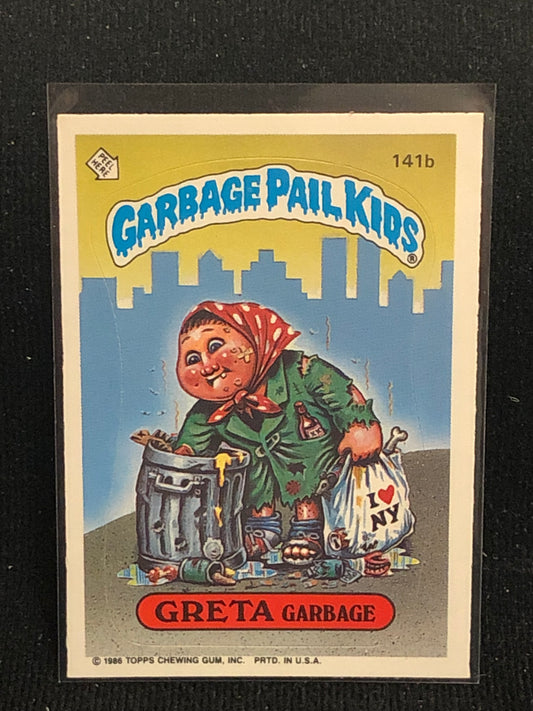 PEEL
HERE
141b
GARBAGE PAIL KIDS
®
I ♥
NY
GRETA GARBAGE
© 1986 TOPPS CHEWING GUM, INC. PRTD. IN U.S.A.